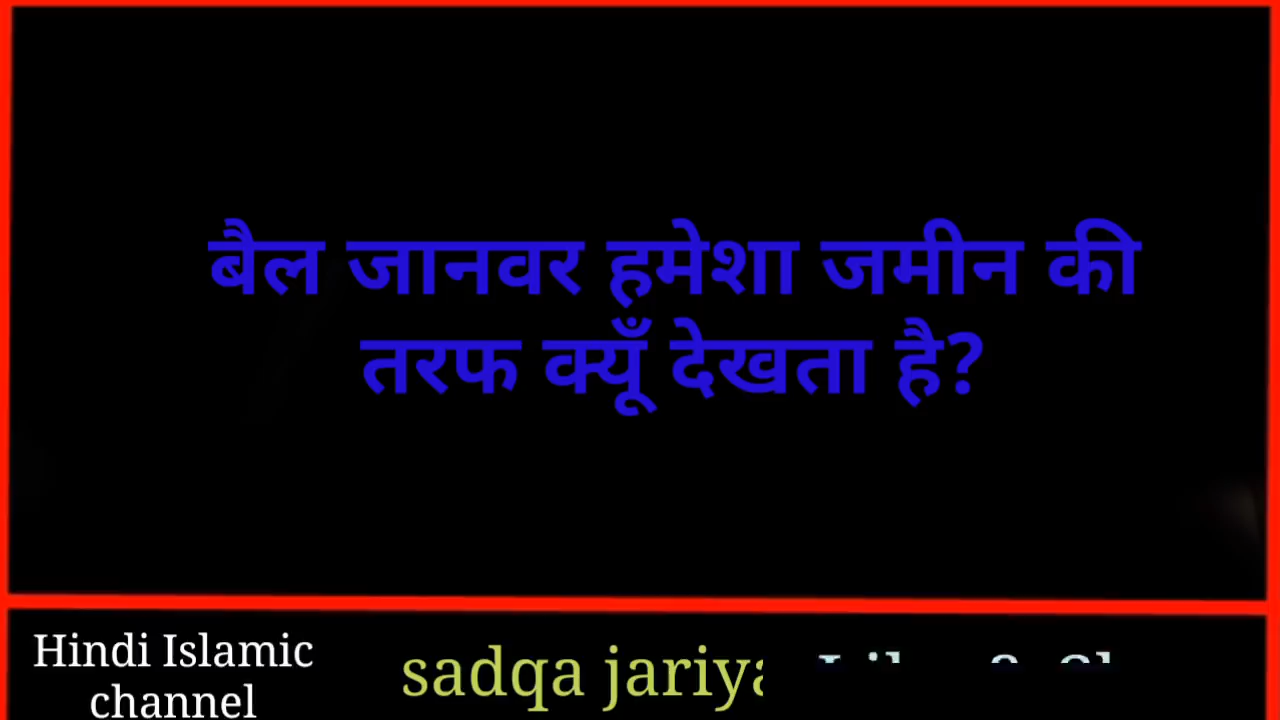 बैल जानवर हमेशा जमीन की
तरफ क्यूँ देखता है?
Hindi Islamic
channel
sadqa jariya